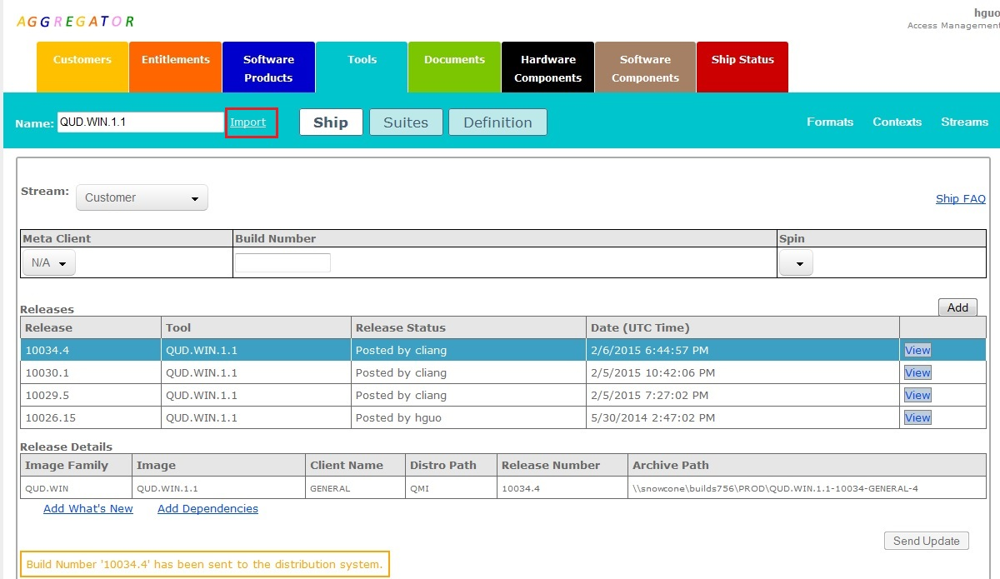 AGGREGATOR
hguo
Access Management
Customers Entitlements Software Products Tools Documents Hardware Components Software Components Ship Status
Name: QUD.WIN.1.1 Import Ship Suites Definition Formats Contexts Streams
Stream: Customer
Ship FAQ
Meta Client Build Number Spin
N/A
Releases Add
Release Tool Release Status Date (UTC Time)
10034.4 QUD.WIN.1.1 Posted by cliang 2/6/2015 6:44:57 PM View
10030.1 QUD.WIN.1.1 Posted by cliang 2/5/2015 10:42:06 PM View
10029.5 QUD.WIN.1.1 Posted by cliang 2/5/2015 7:27:02 PM View
10026.15 QUD.WIN.1.1 Posted by hguo 5/30/2014 2:47:02 PM View
Release Details
Image Family Image Client Name Distro Path Release Number Archive Path
QUD.WIN QUD.WIN.1.1 GENERAL QMI 10034.4 \\snowcone\builds756\PROD\QUD.WIN.1.1-10034-GENERAL-4
Add What's New Add Dependencies
Send Update
Build Number '10034.4' has been sent to the distribution system.